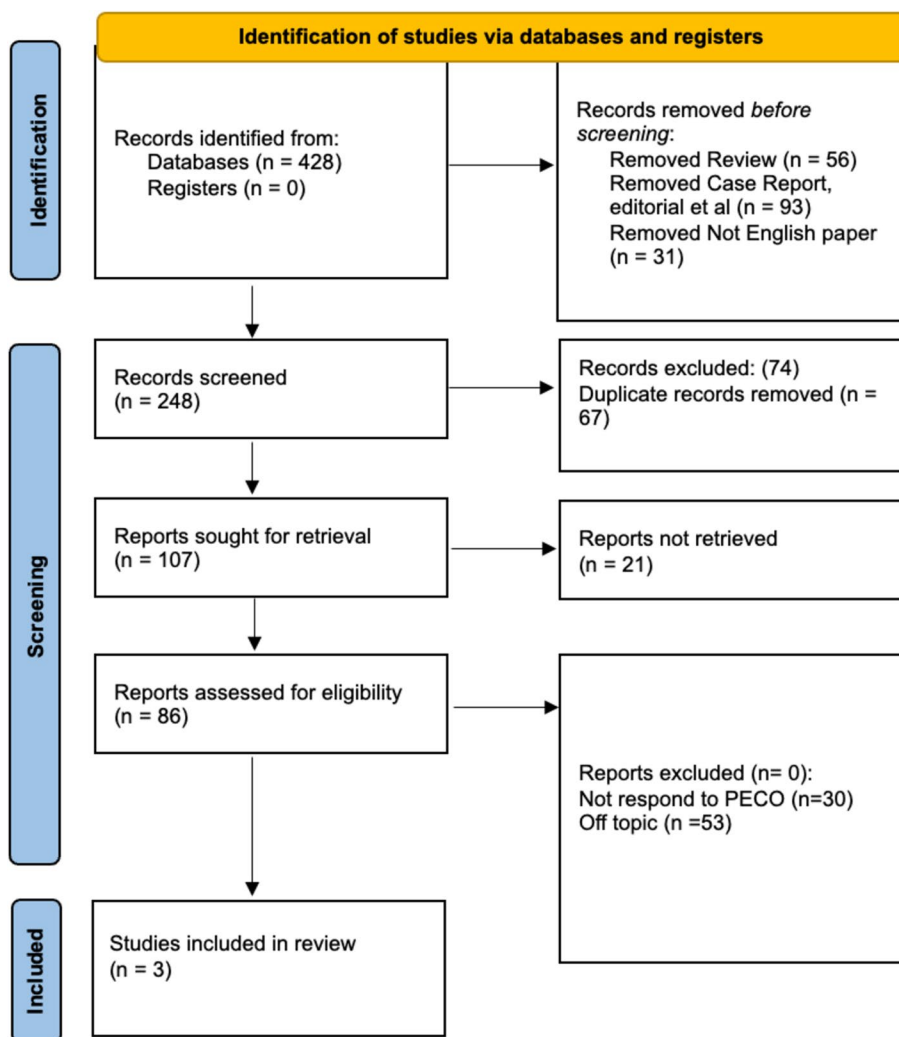 Identification of studies via databases and registers
Identification
Records identified from:
Databases (n = 428)
Registers (n = 0)
Records removed before
screening:
Removed Review (n = 56)
Removed Case Report,
editorial et al (n = 93)
Removed Not English paper
(n = 31)
Screening
Records screened
(n = 248)
Records excluded: (74)
Duplicate records removed (n =
67)
Reports sought for retrieval
(n = 107)
Reports not retrieved
(n = 21)
Reports assessed for eligibility
(n = 86)
Reports excluded (n= 0):
Not respond to PECO (n=30)
Off topic (n =53)
Included
Studies included in review
(n = 3)